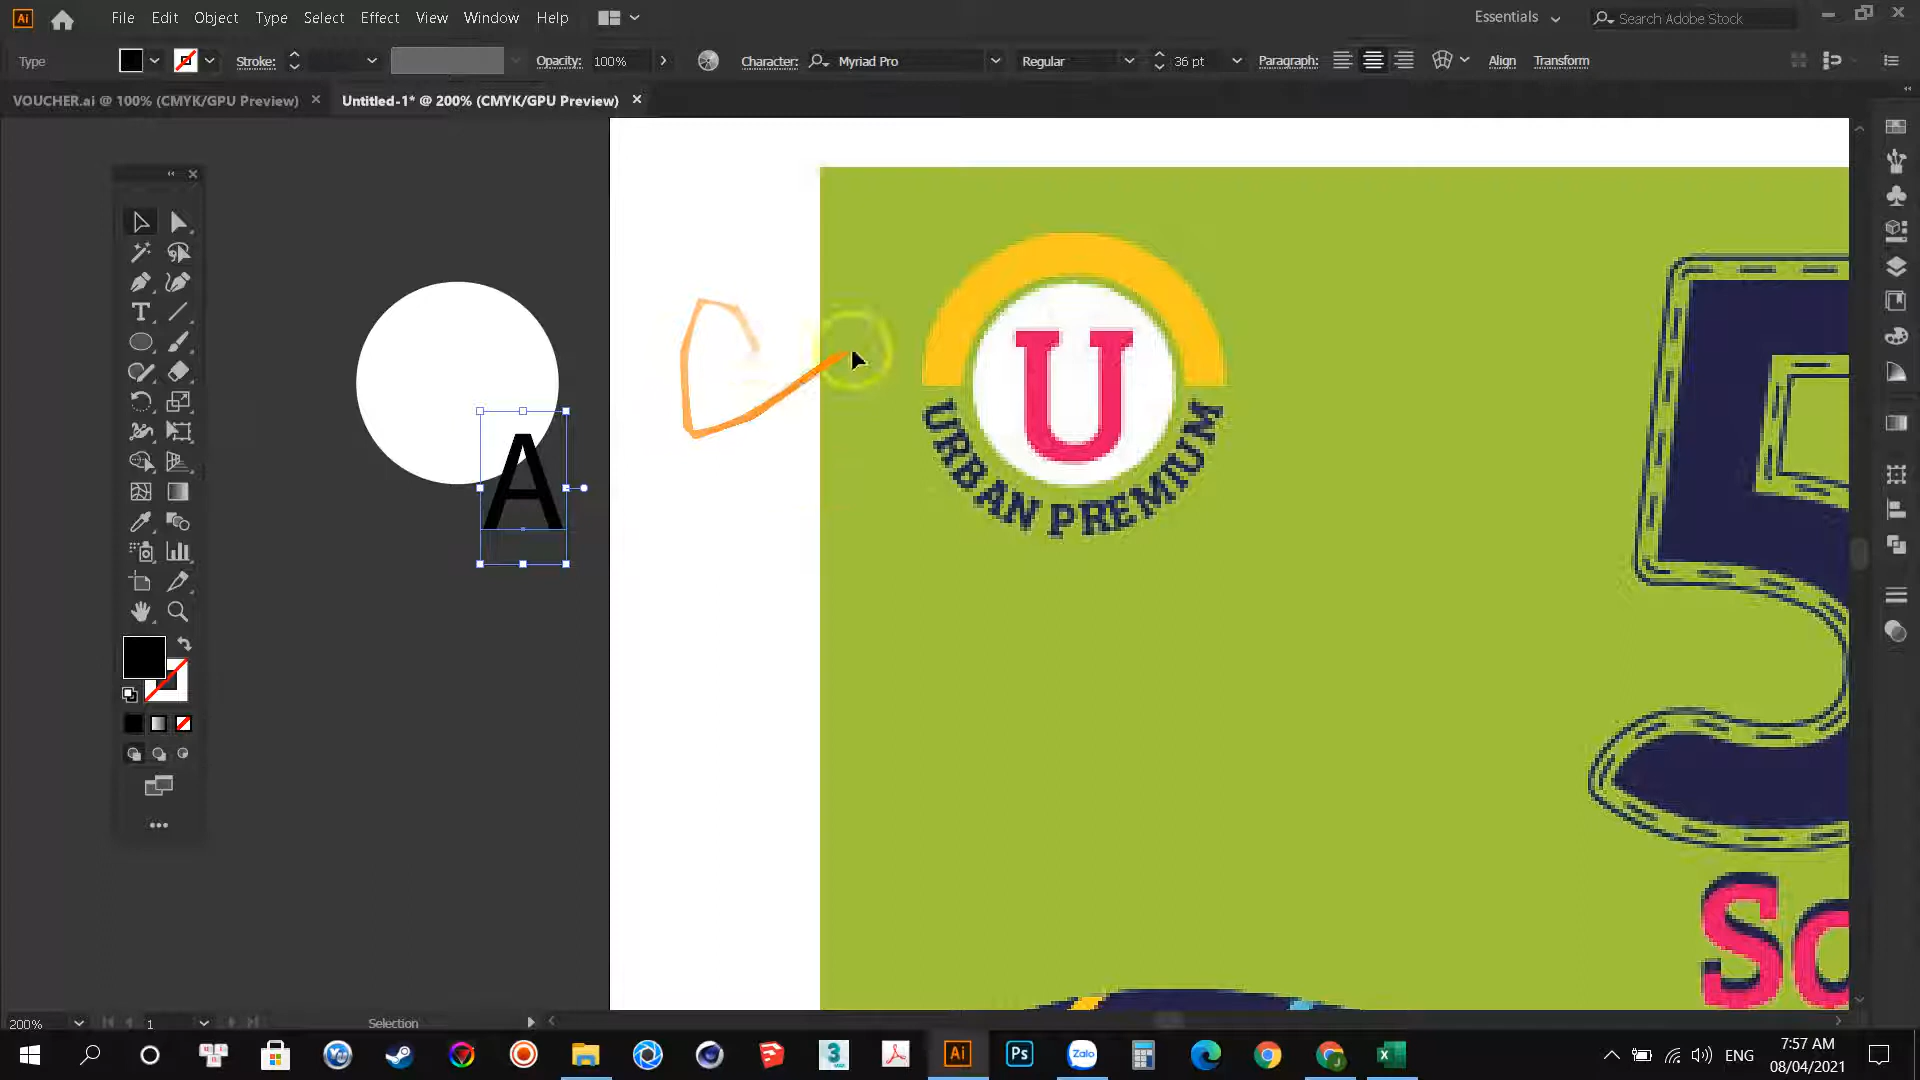 File Edit Object Type Select Effect View Window Help
Essentials
Search Adobe Stock
Type
Stroke:
Opacity: 100%
Character: Myriad Pro
Regular
36 pt
Paragraph:
Align
Transform
VOUCHER.ai @ 100% (CMYK/GPU Preview)
Untitled-1* @ 200% (CMYK/GPU Preview)
U
URBAN PREMIUM
A
5
So
200%
1
Selection
ENG
7:57 AM
08/04/2021